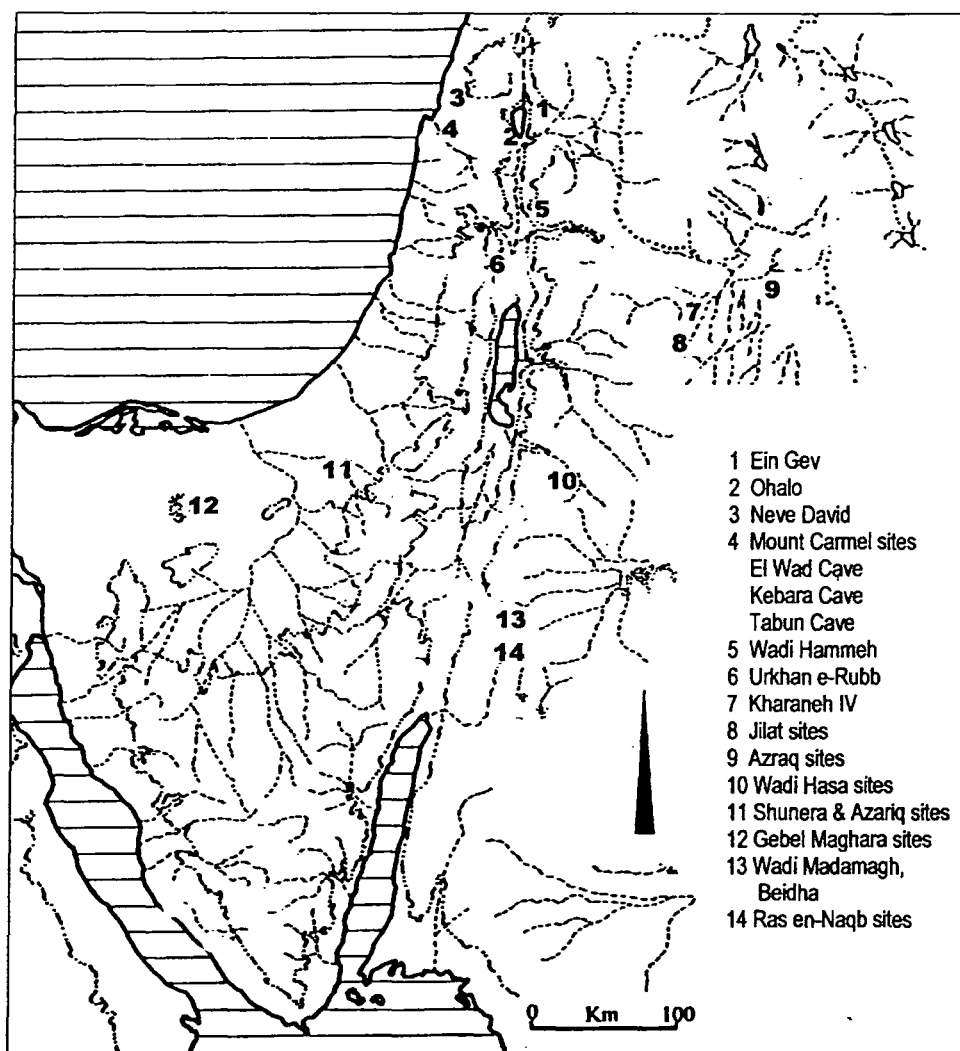 3
1
4
2
5
6
9
7
8
11
10
12
13
14
1 Ein Gev
2 Ohalo
3 Neve David
4 Mount Carmel sites
El Wad Cave
Kebara Cave
Tabun Cave
5 Wadi Hammeh
6 Urkhan e-Rubb
7 Kharaneh IV
8 Jilat sites
9 Azraq sites
10 Wadi Hasa sites
11 Shunera & Azariq sites
12 Gebel Maghara sites
13 Wadi Madamagh,
Beidha
14 Ras en-Naqb sites
0 Km 100